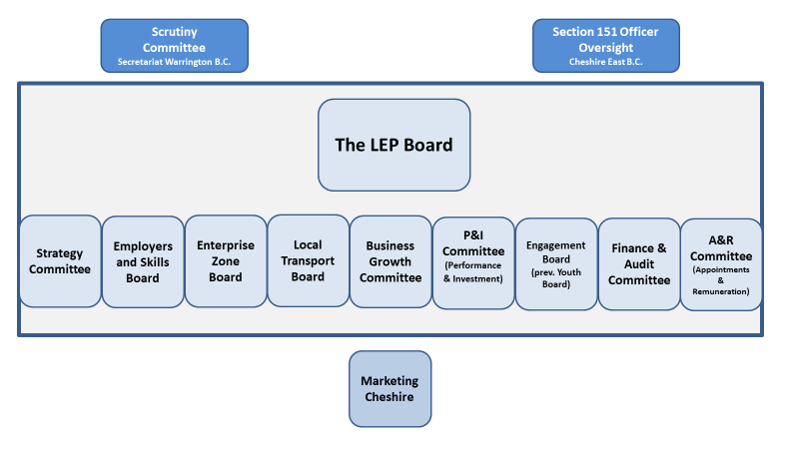 Scrutiny
Committee
Secretariat Warrington B.C.
Section 151 Officer
Oversight
Cheshire East B.C.
The LEP Board
Strategy
Committee
Employers
and Skills
Board
Enterprise
Zone
Board
Local
Transport
Board
Business
Growth
Committee
P&I
Committee
(Performance
& Investment)
Engagement
Board
(prev. Youth
Board)
Finance &
Audit
Committee
A&R
Committee
(Appointments
&
Remuneration)
Marketing
Cheshire